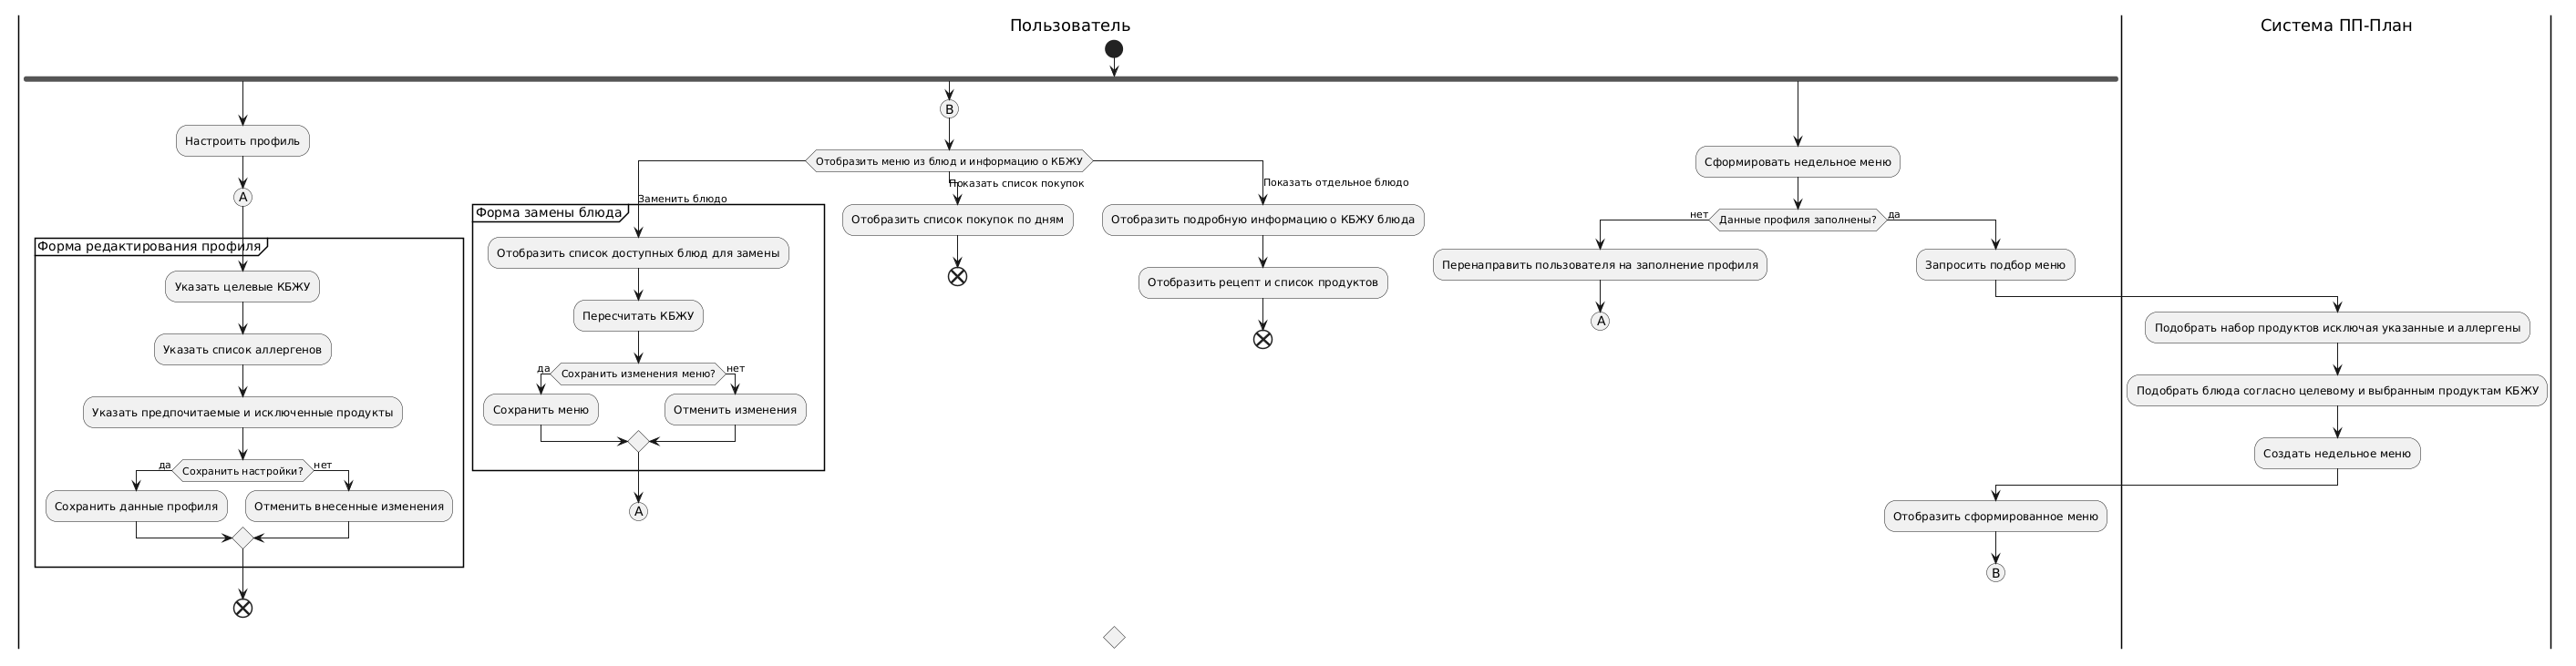 Пользователь
Система ПП-План
Настроить профиль
A
Форма редактирования профиля
Указать целевые КБЖУ
Указать список аллергенов
Указать предпочитаемые и исключенные продукты
Сохранить настройки?
да
нет
Сохранить данные профиля
Отменить внесенные изменения
B
Отобразить меню из блюд и информацию о КБЖУ
Заменить блюдо
Форма замены блюда
Отобразить список доступных блюд для замены
Пересчитать КБЖУ
Сохранить изменения меню?
да
нет
Сохранить меню
Отменить изменения
A
Показать список покупок
Отобразить список покупок по дням
Показать отдельное блюдо
Отобразить подробную информацию о КБЖУ блюда
Отобразить рецепт и список продуктов
Сформировать недельное меню
Данные профиля заполнены?
нет
да
Перенаправить пользователя на заполнение профиля
A
Запросить подбор меню
Подобрать набор продуктов исключая указанные и аллергены
Подобрать блюда согласно целевому и выбранным продуктам КБЖУ
Создать недельное меню
Отобразить сформированное меню
B